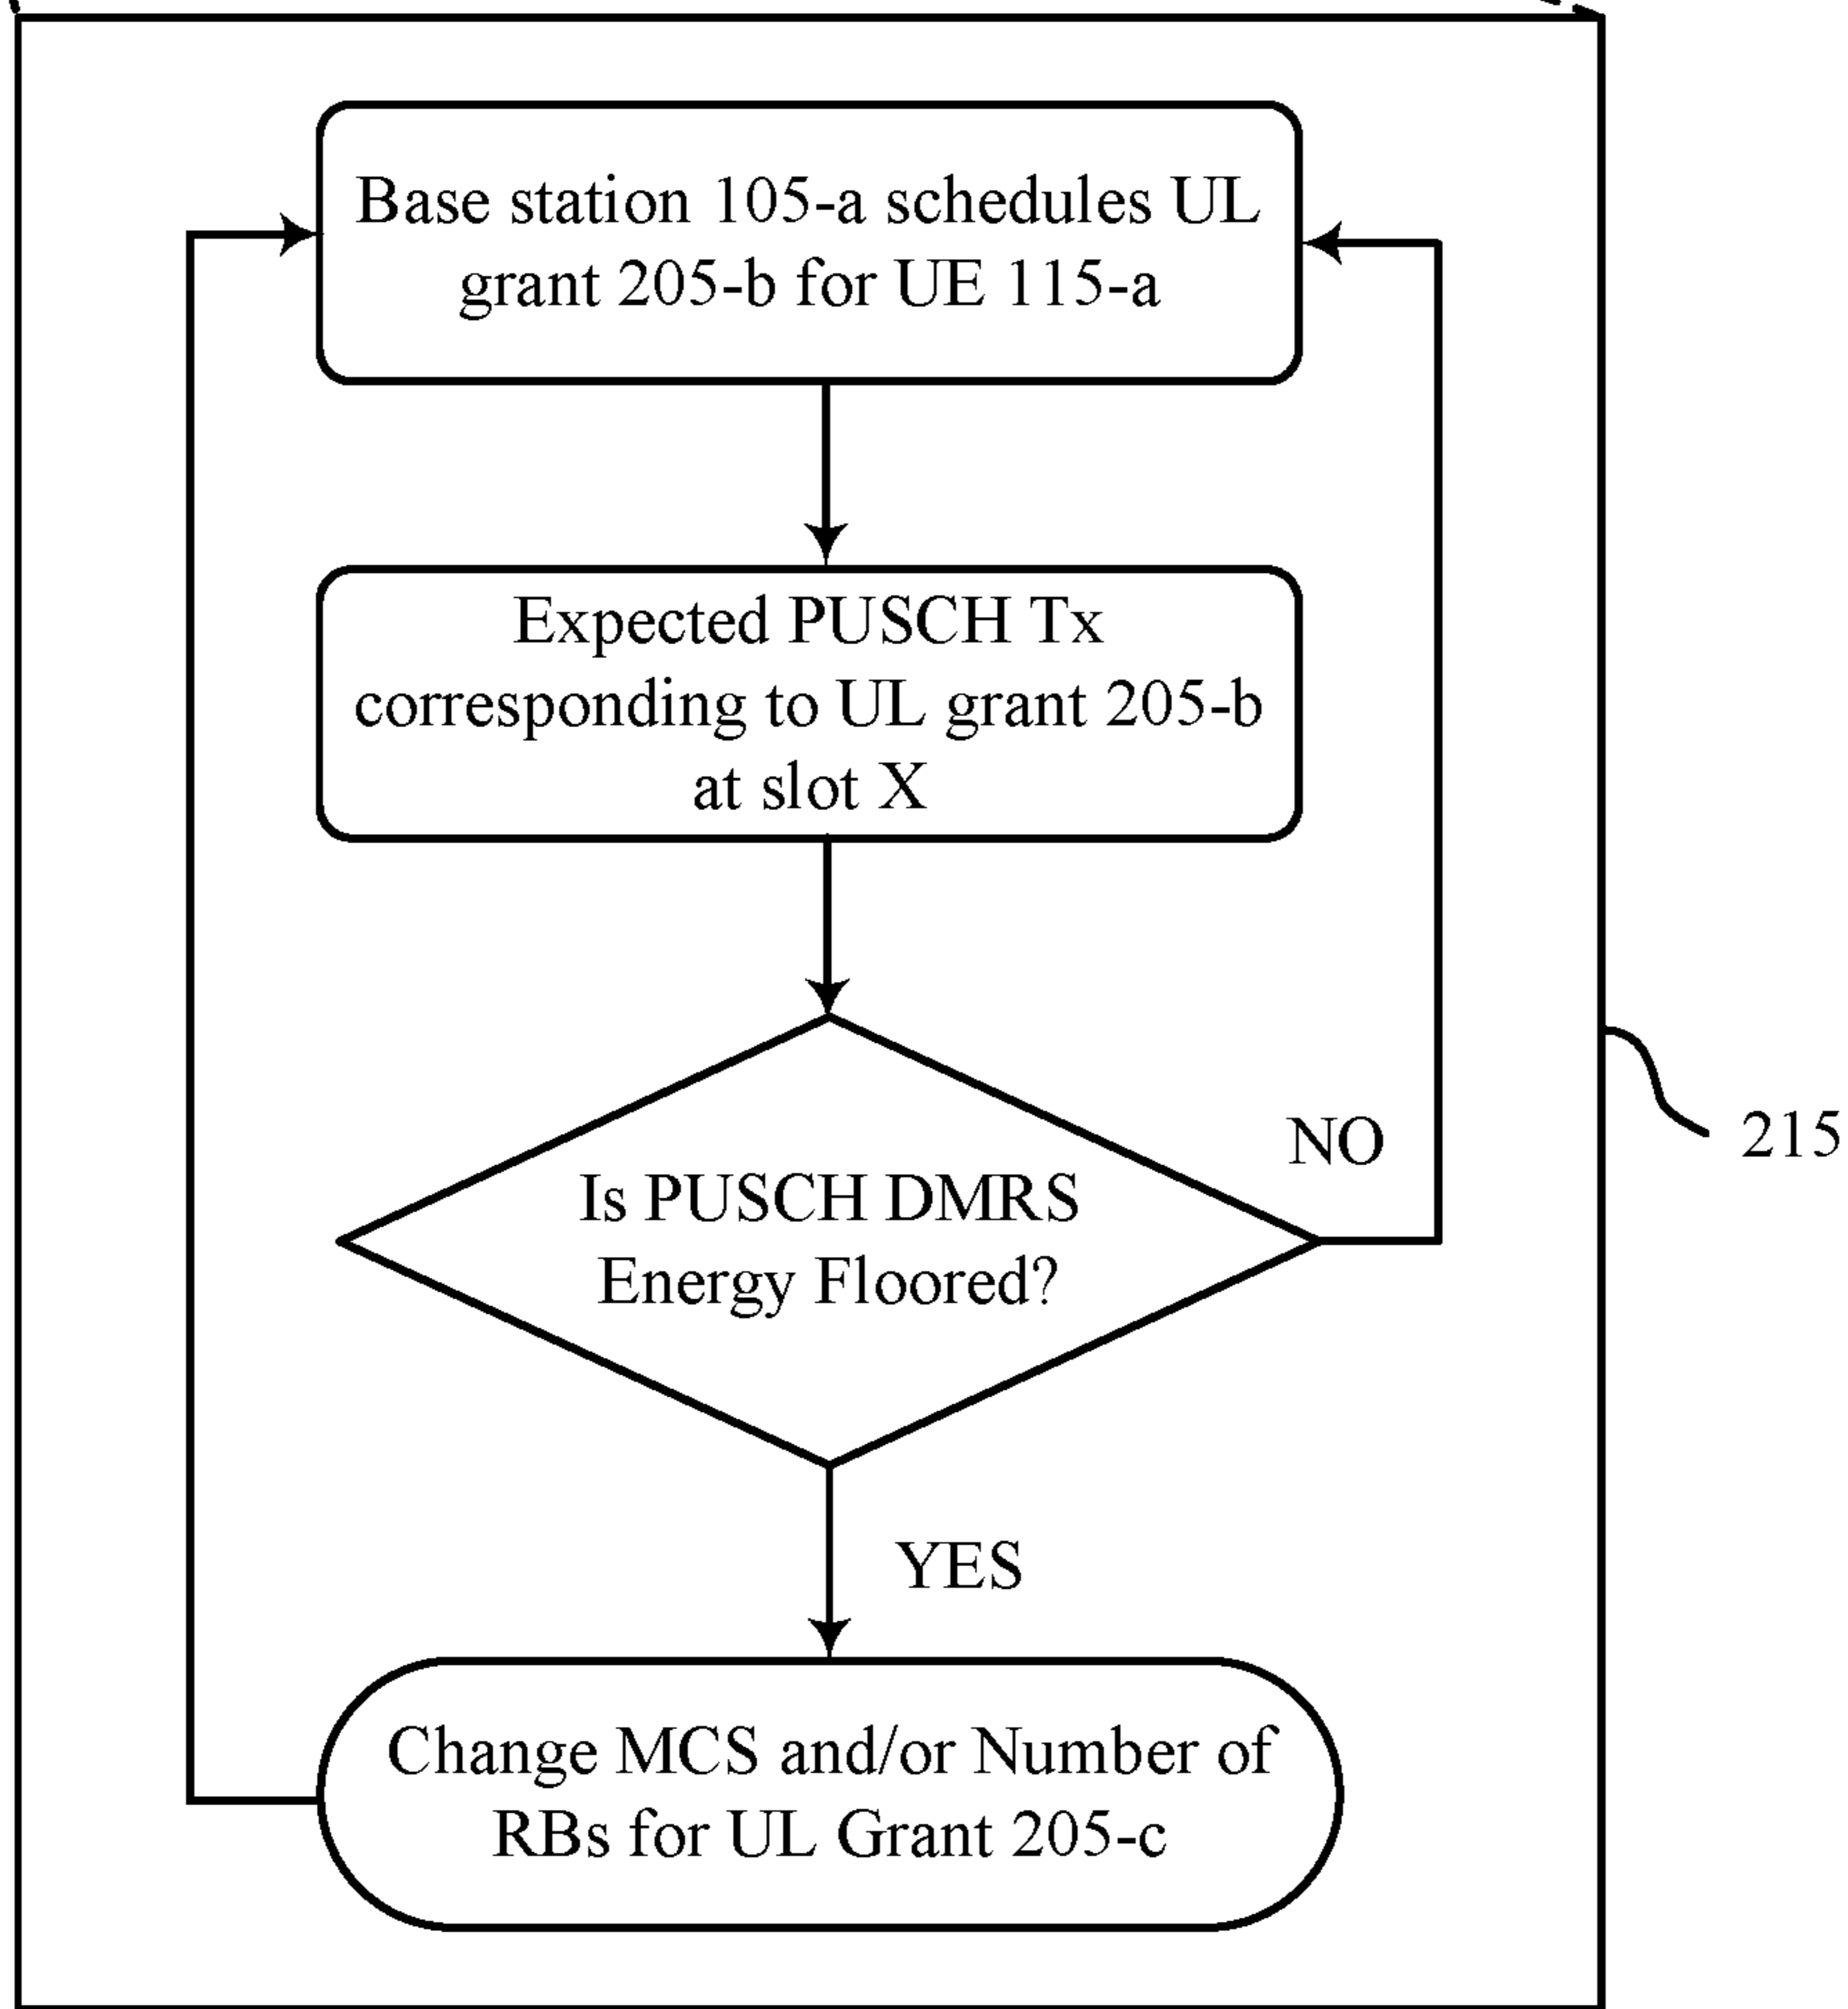 Base station 105-a schedules UL
grant 205-b for UE 115-a
Expected PUSCH Tx
corresponding to UL grant 205-b
at slot X
NO
215
Is PUSCH DMRS
Energy Floored?
YES
Change MCS and/or Number of
RBs for UL Grant 205-c